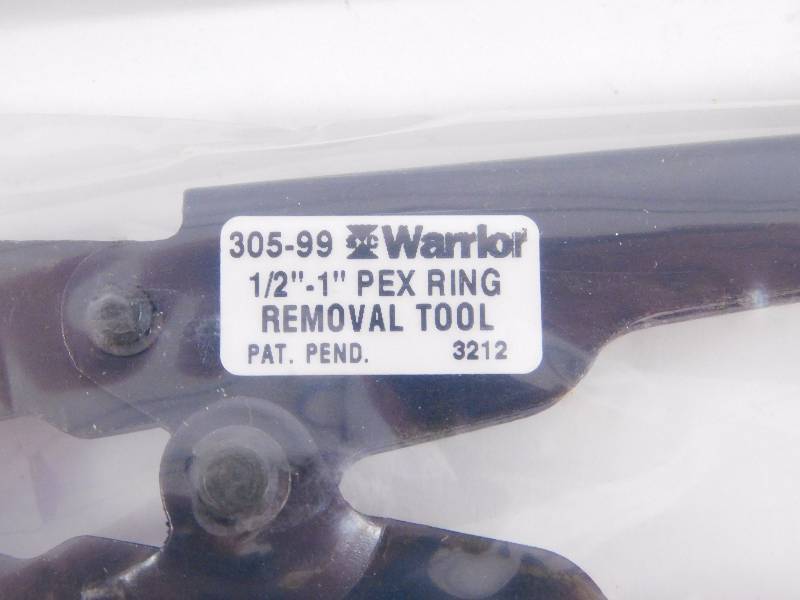 305-99 Warrior
1/2"-1" PEX RING
REMOVAL TOOL
PAT. PEND. 3212